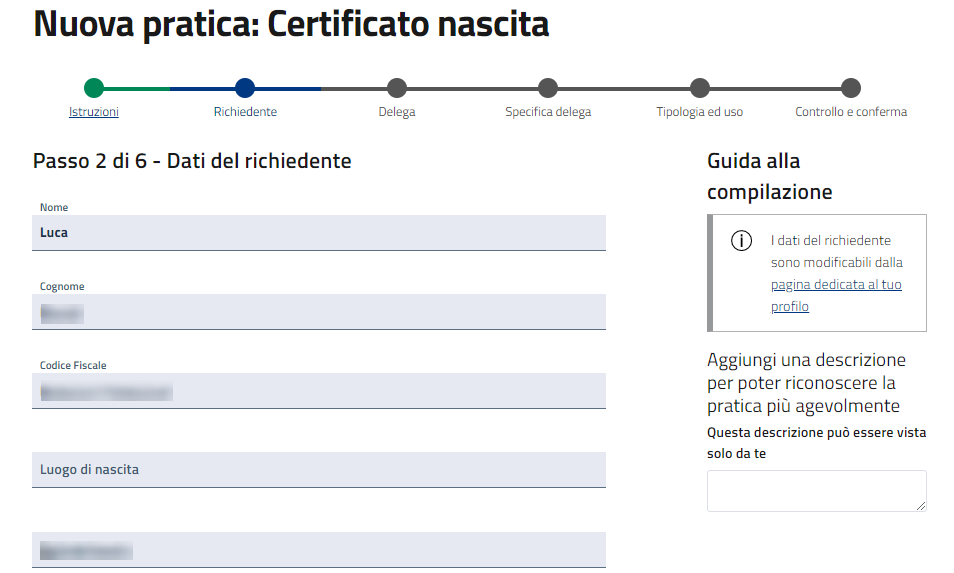 Nuova pratica: Certificato nascita
Istruzioni
Richiedente
Delega
Specifica delega
Tipologia ed uso
Controllo e conferma
Passo 2 di 6 - Dati del richiedente
Nome
Luca
Cognome
Codice Fiscale
Luogo di nascita
Guida alla
compilazione
I dati del richiedente
sono modificabili dalla
pagina dedicata al tuo
profilo
Aggiungi una descrizione
per poter riconoscere la
pratica più agevolmente
Questa descrizione può essere vista
solo da te